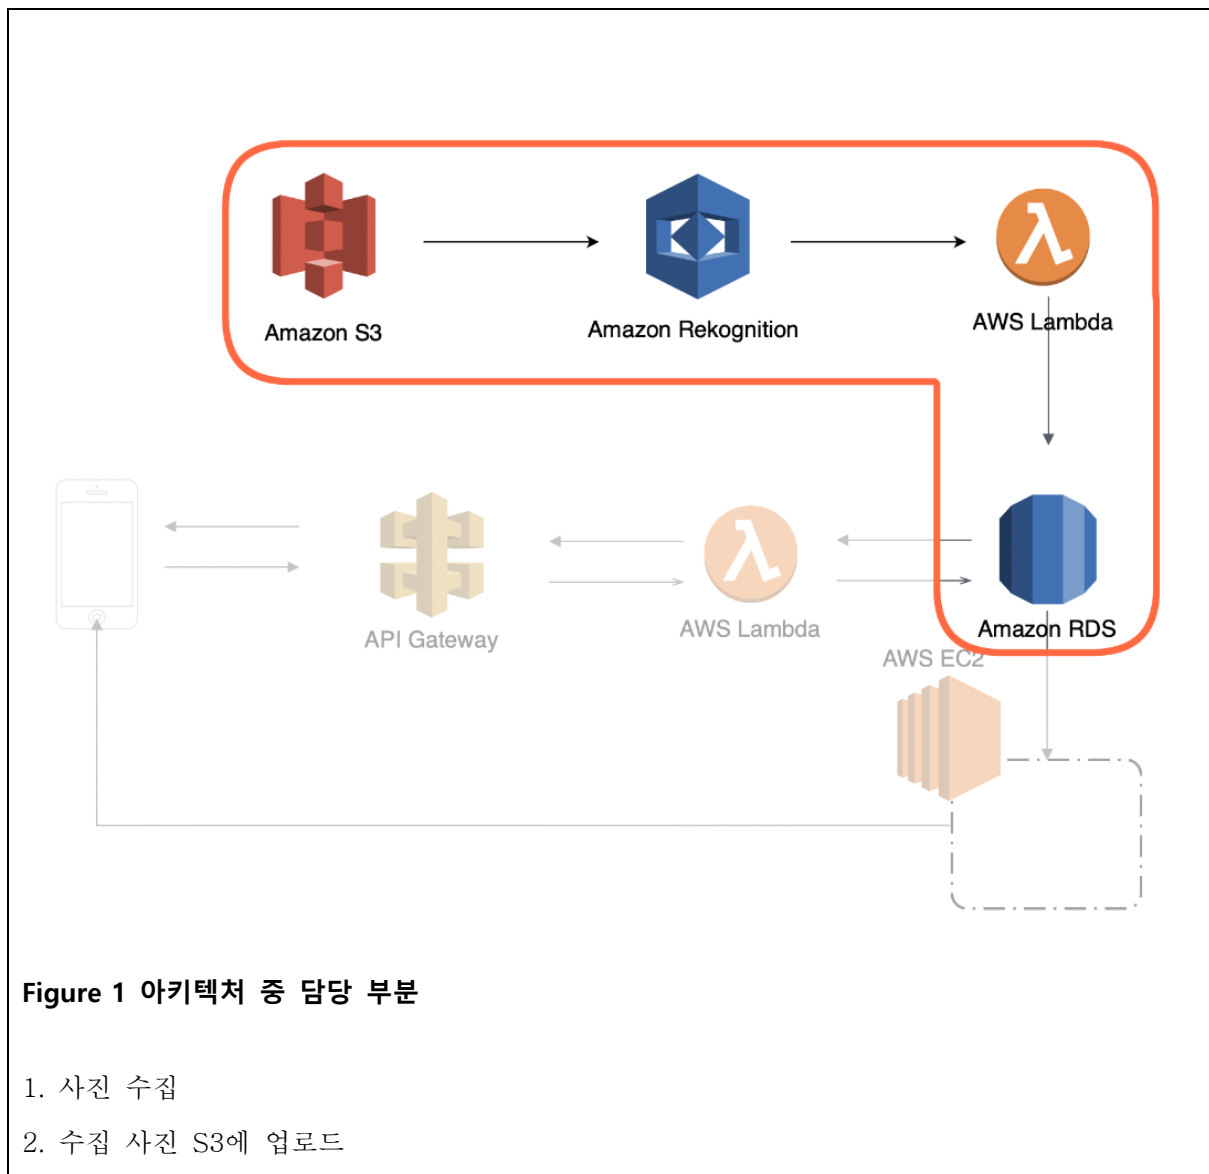 Amazon S3
Amazon Rekognition
AWS Lambda
API Gateway
AWS Lambda
Amazon RDS
AWS EC2
Figure 1 아키텍처 중 담당 부분
1. 사진 수집
2. 수집 사진 S3에 업로드